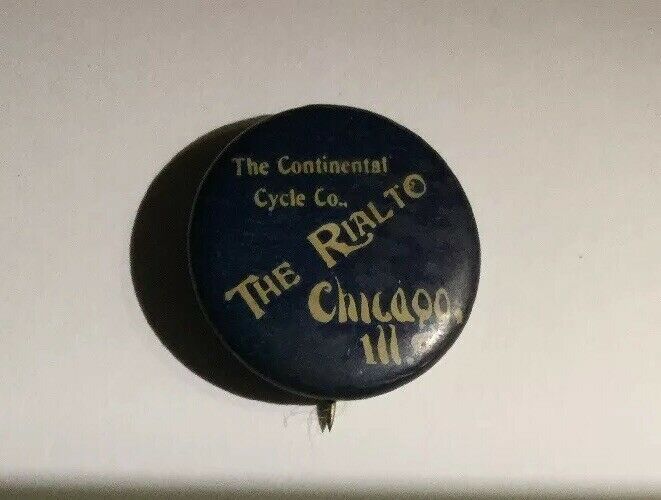 The Continental
Cycle Co.,
THE RIALTO
Chicago,
Ill